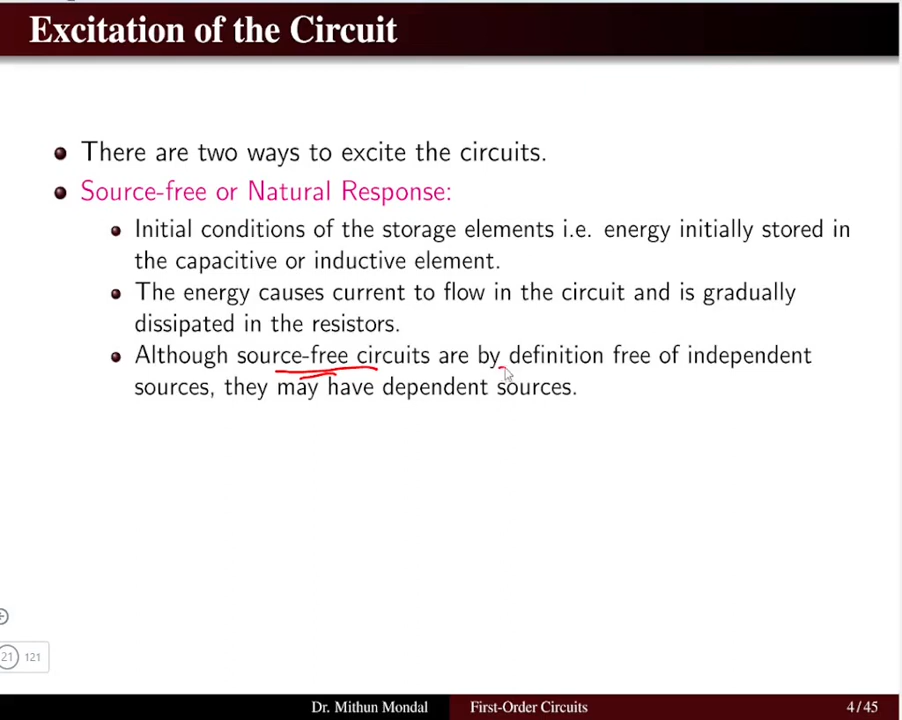 Excitation of the Circuit
There are two ways to excite the circuits.
Source-free or Natural Response:
Initial conditions of the storage elements i.e. energy initially stored in
the capacitive or inductive element.
The energy causes current to flow in the circuit and is gradually
dissipated in the resistors.
Although source-free circuits are by definition free of independent
sources, they may have dependent sources.
21 121
Dr. Mithun Mondal First-Order Circuits 4/45